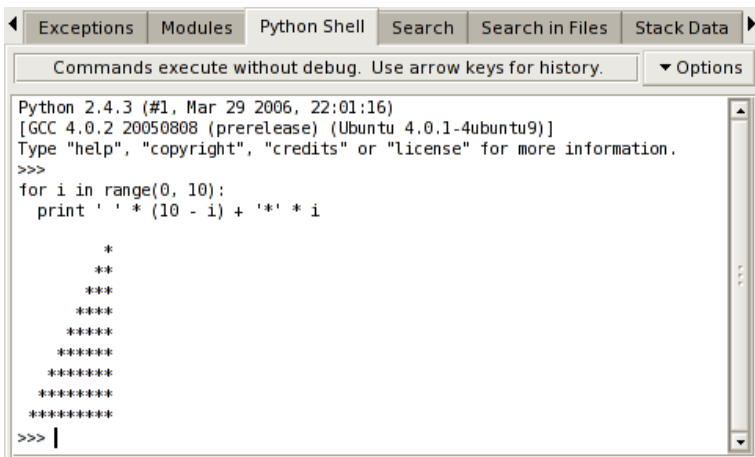 Exceptions Modules Python Shell Search Search in Files Stack Data
Commands execute without debug. Use arrow keys for history. Options
Python 2.4.3 (#1, Mar 29 2006, 22:01:16)
[GCC 4.0.2 20050808 (prerelease) (Ubuntu 4.0.1-4ubuntu9)]
Type "help", "copyright", "credits" or "license" for more information.
>>>
for i in range(0, 10):
  print ' ' * (10 - i) + '*' * i

         *
        **
       ***
      ****
     *****
    ******
   *******
  ********
 *********
>>>